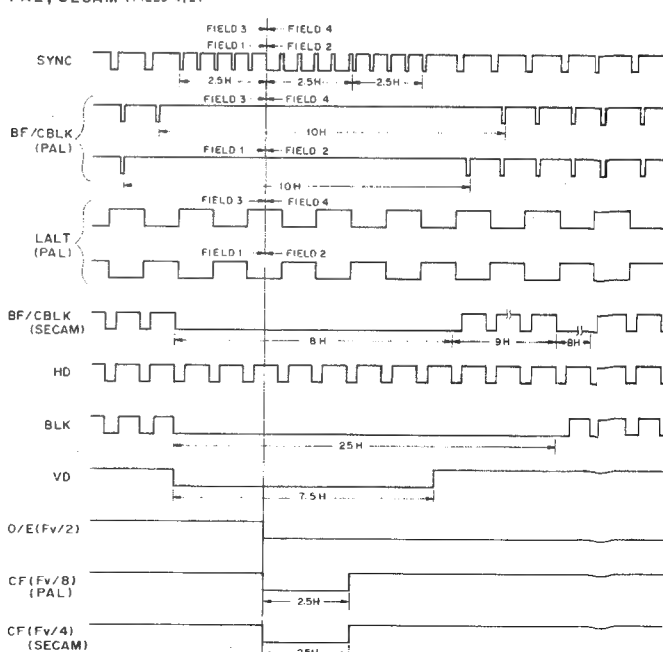 PAL, SECAM
FIELD 3 FIELD 4
FIELD 1 FIELD 2
SYNC
2.5H 2.5H 2.5H
FIELD 3 FIELD 4
10H
BF/CBLK
(PAL)
FIELD 1 FIELD 2
10H
FIELD 3 FIELD 4
LALT
(PAL)
FIELD 1 FIELD 2
BF/CBLK
(SECAM)
8H 9H 8H
HD
BLK
25H
VD
7.5H
O/E(Fv/2)
CF(Fv/8)
(PAL)
2.5H
CF(Fv/4)
(SECAM)